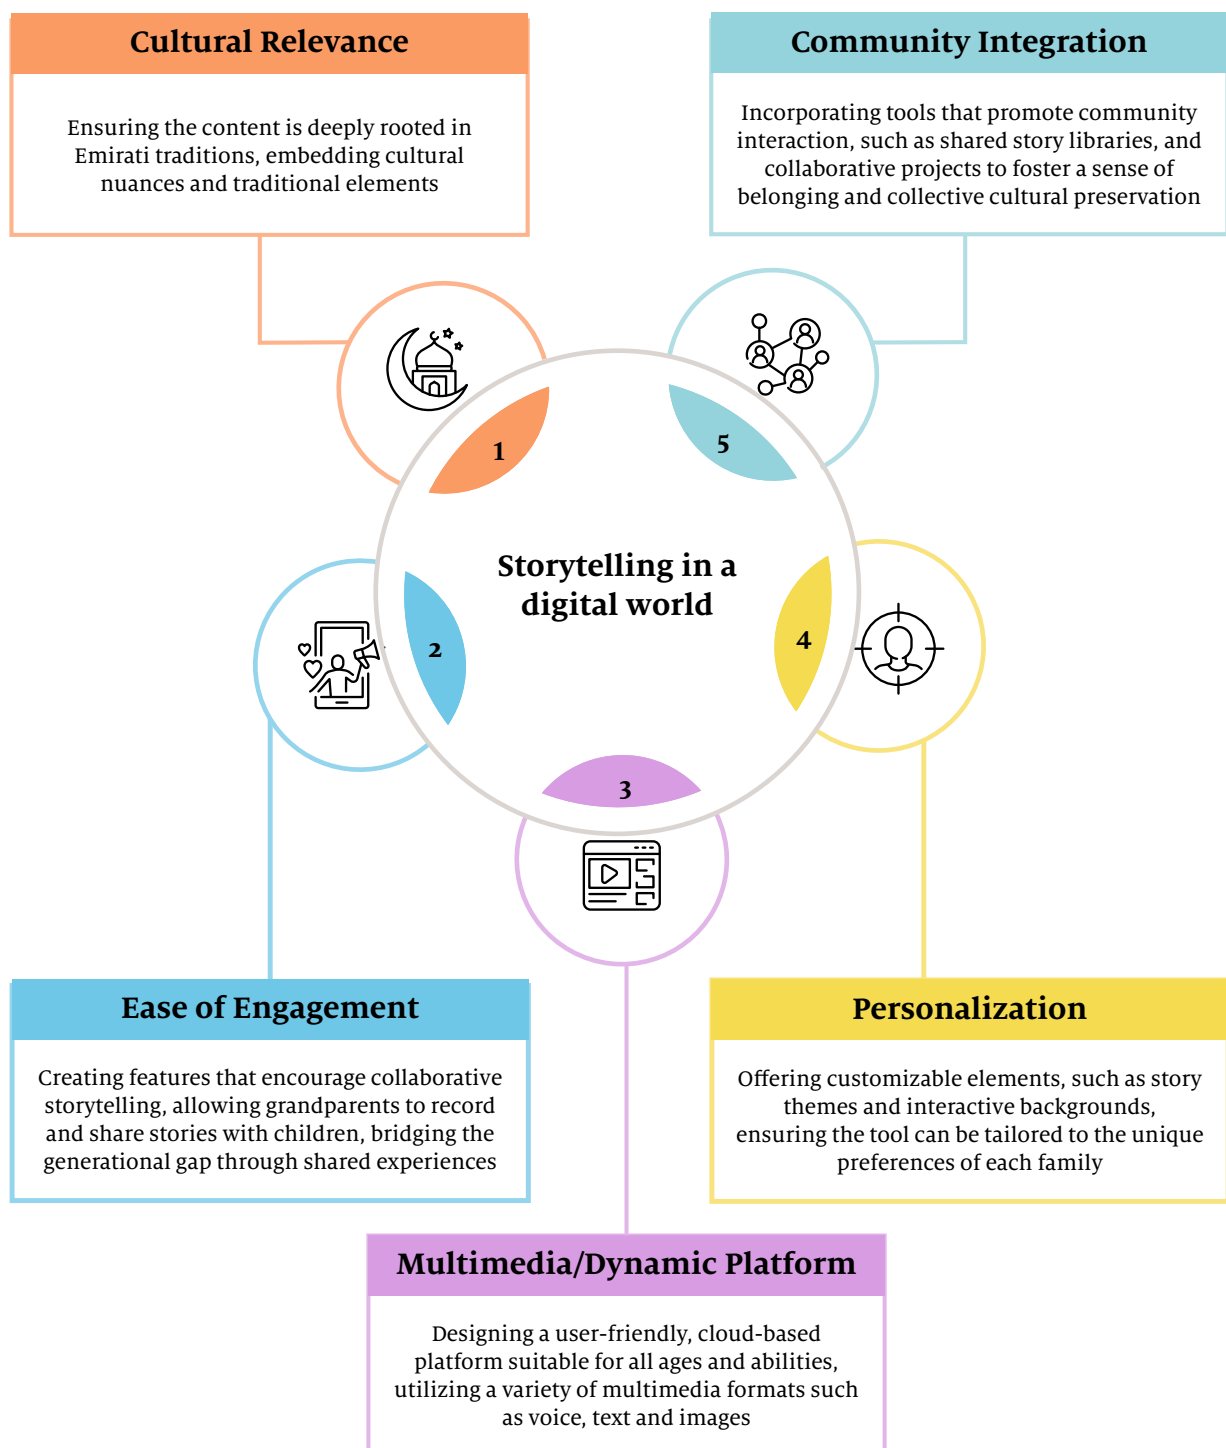 Cultural Relevance
Ensuring the content is deeply rooted in
Emirati traditions, embedding cultural
nuances and traditional elements
Community Integration
Incorporating tools that promote community
interaction, such as shared story libraries, and
collaborative projects to foster a sense of
belonging and collective cultural preservation
1
5
Storytelling in a
digital world
2
4
3
Ease of Engagement
Creating features that encourage collaborative
storytelling, allowing grandparents to record
and share stories with children, bridging the
generational gap through shared experiences
Personalization
Offering customizable elements, such as story
themes and interactive backgrounds,
ensuring the tool can be tailored to the unique
preferences of each family
Multimedia/Dynamic Platform
Designing a user-friendly, cloud-based
platform suitable for all ages and abilities,
utilizing a variety of multimedia formats such
as voice, text and images